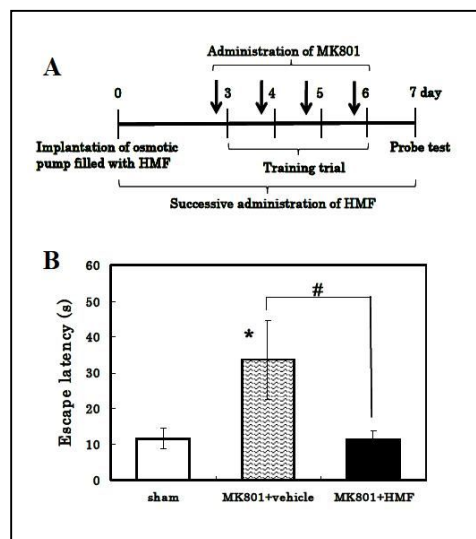 Administration of MK801
A
0 3 4 5 6 7 day
Implantation of osmotic
pump filled with HMF
Training trial
Probe test
Successive administration of HMF
B
Escape latency (s)
60
50
40
30
20
10
0
*
#
sham MK801+vehicle MK801+HMF